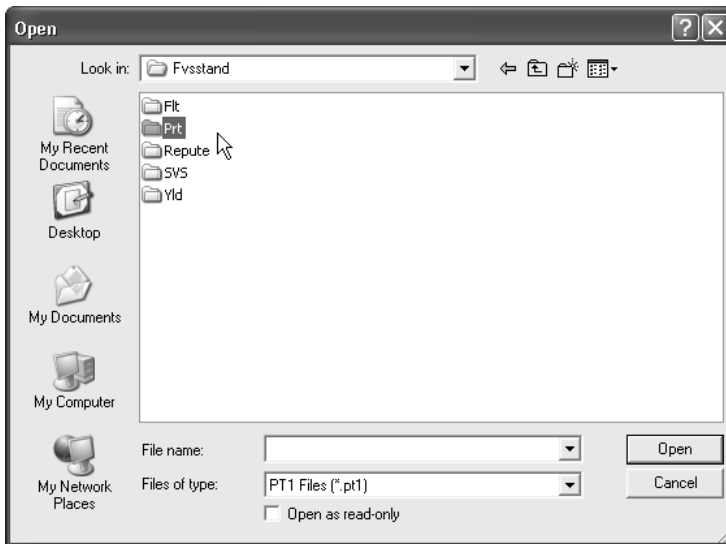 Open
Look in: Fvsstand
My Recent
Documents
Desktop
My Documents
My Computer
My Network
Places
Flt
Prt
Repute
SVS
Yld
File name:
Open
Files of type: PT1 Files (*.pt1)
Cancel
Open as read-only